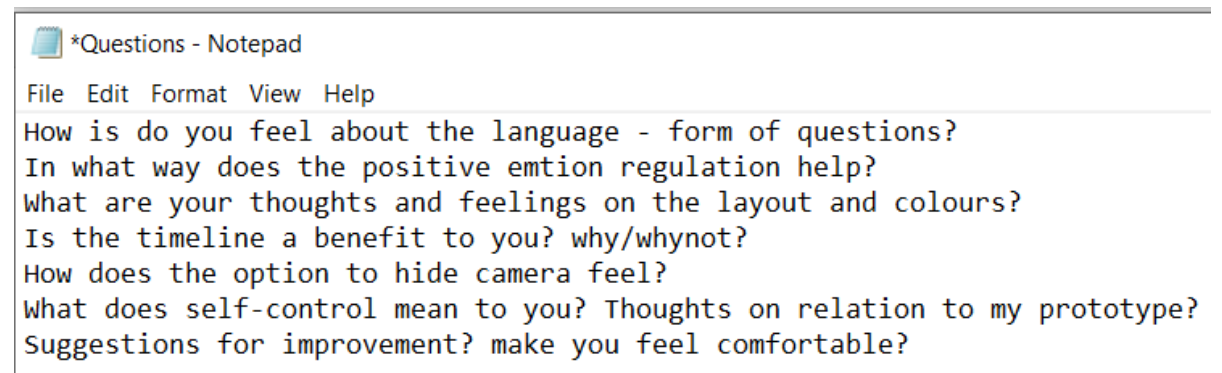 *Questions - Notepad
File Edit Format View Help
How is do you feel about the language - form of questions?
In what way does the positive emtion regulation help?
What are your thoughts and feelings on the layout and colours?
Is the timeline a benefit to you? why/whynot?
How does the option to hide camera feel?
What does self-control mean to you? Thoughts on relation to my prototype?
Suggestions for improvement? make you feel comfortable?